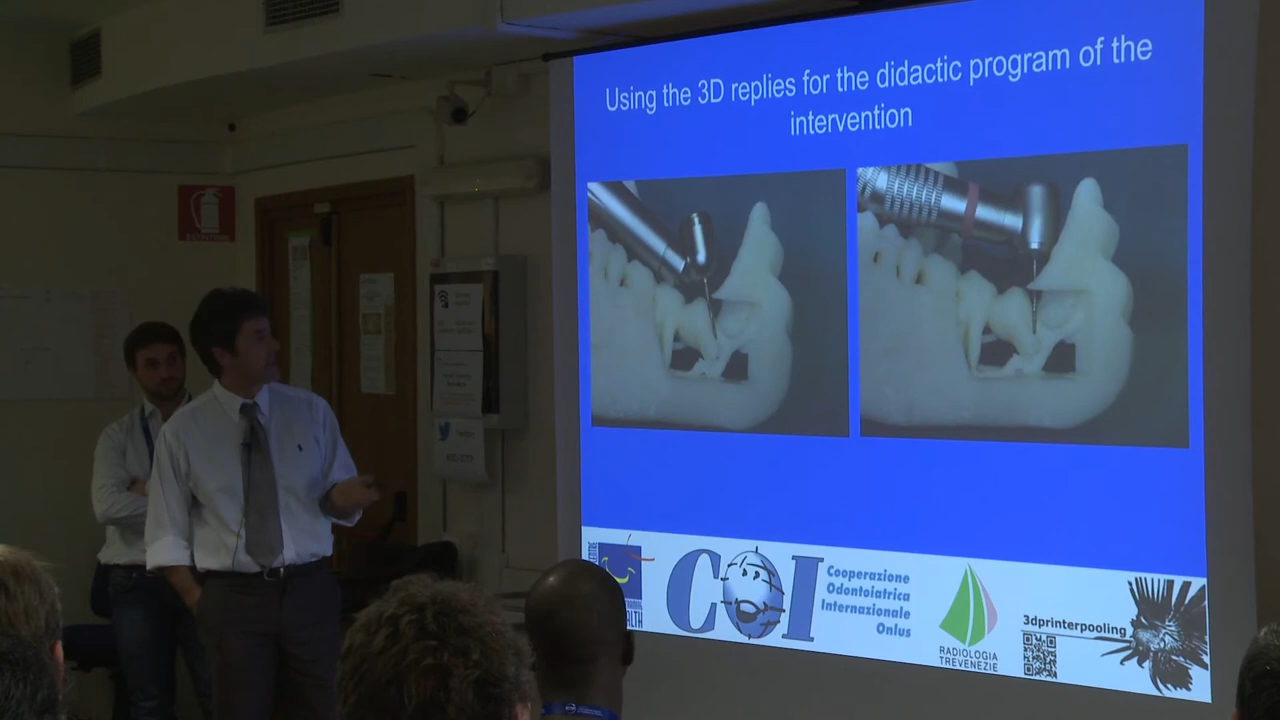 Using the 3D replies for the didactic program of the
intervention
ESTINTORE
COI
Cooperazione
Odontoiatrica
Internazionale
Onlus
RADIOLOGIA
TREVENEZIE
3dprinterpooling